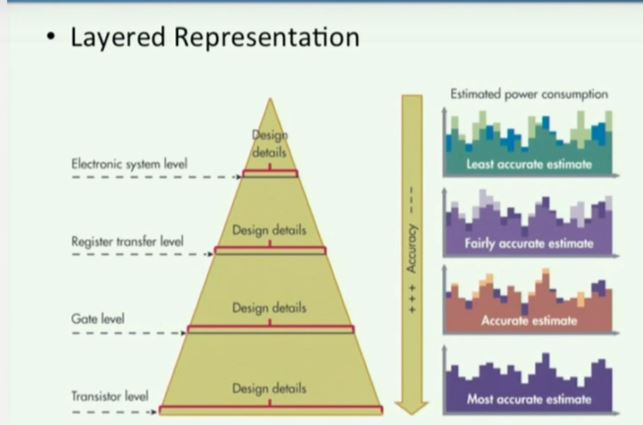 • Layered Representation
Estimated power consumption
Design
details
Electronic system level
Least accurate estimate
Design details
Register transfer level
Fairly accurate estimate
+++ Accuracy ---
Design details
Gate level
Accurate estimate
Design details
Transistor level
Most accurate estimate